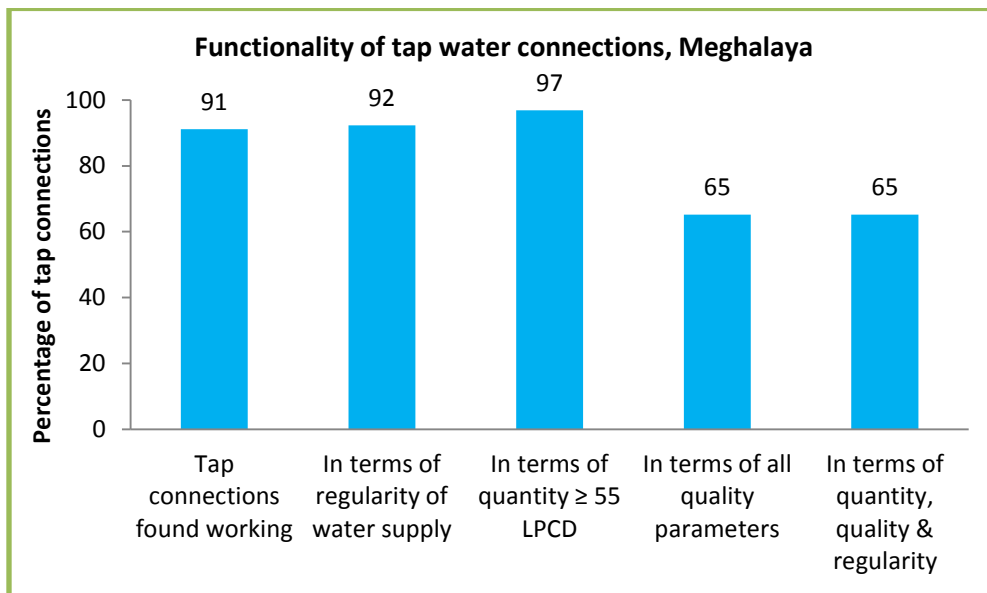 Functionality of tap water connections, Meghalaya
Percentage of tap connections
100
80
60
40
20
0
91
92
97
65
65
Tap
connections
found working
In terms of
regularity of
water supply
In terms of
quantity ≥ 55
LPCD
In terms of all
quality
parameters
In terms of
quantity,
quality &
regularity